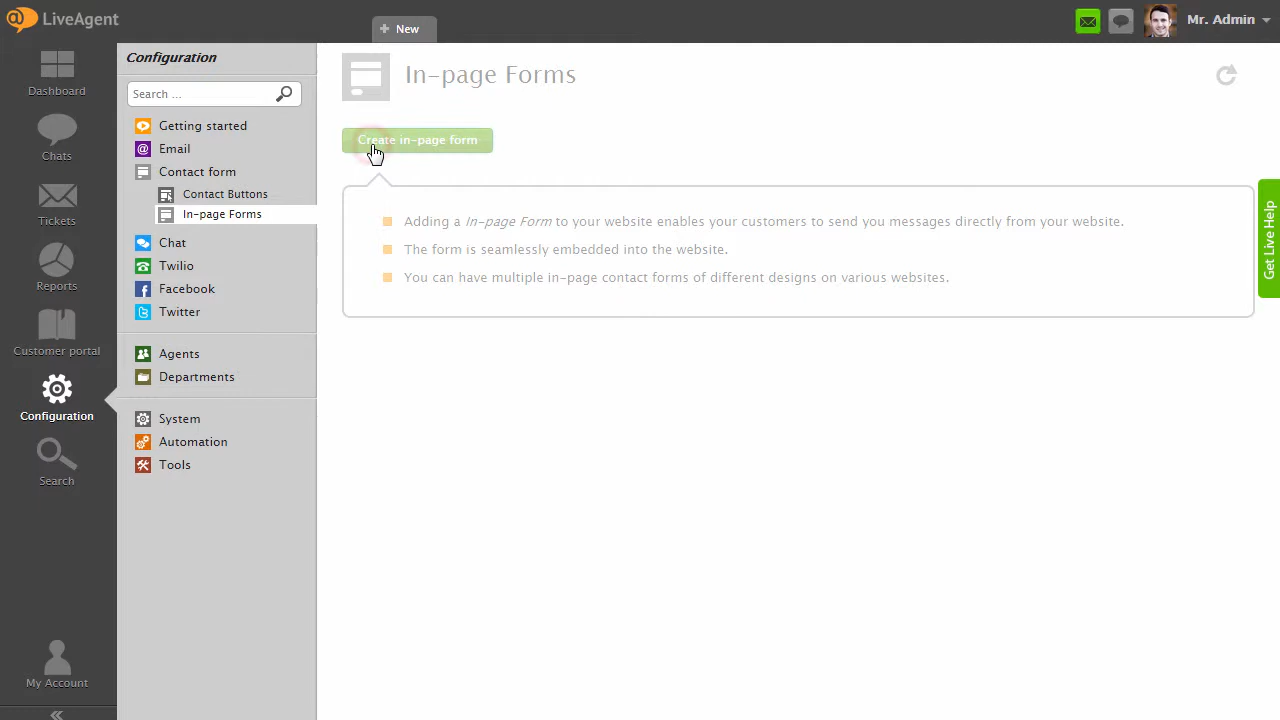 LiveAgent
New
Mr. Admin
Dashboard
Chats
Tickets
Reports
Customer portal
Configuration
Search
My Account
Configuration
Search ...
Getting started
Email
Contact form
Contact Buttons
In-page Forms
Chat
Twilio
Facebook
Twitter
Agents
Departments
System
Automation
Tools
In-page Forms
Create in-page form
Adding a In-page Form to your website enables your customers to send you messages directly from your website.
The form is seamlessly embedded into the website.
You can have multiple in-page contact forms of different designs on various websites.
Get Live Help